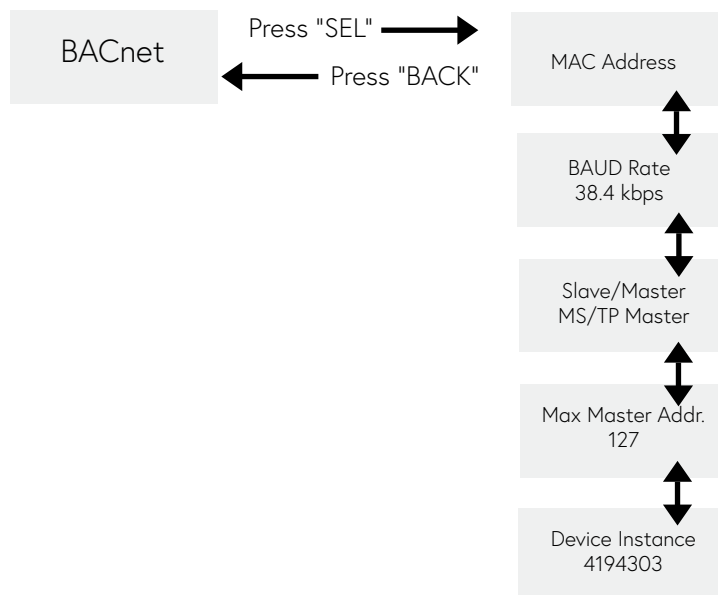 BACnet
Press "SEL"
Press "BACK"
MAC Address
BAUD Rate
38.4 kbps
Slave/Master
MS/TP Master
Max Master Addr.
127
Device Instance
4194303